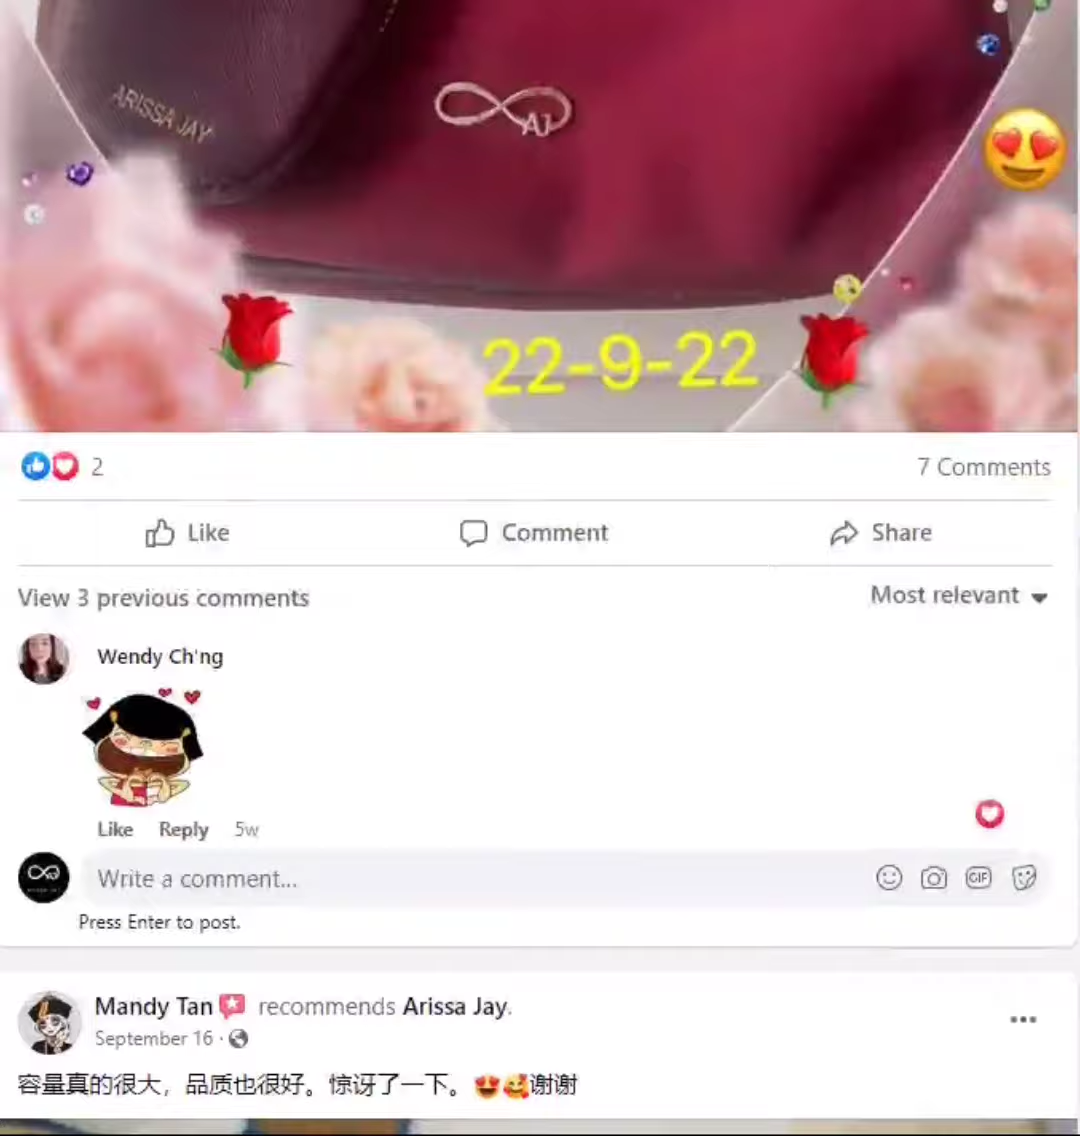 ARISSA JAY
AJ
22-9-22
2
7 Comments
Like
Comment
Share
View 3 previous comments
Most relevant
Wendy Ch'ng
Like Reply 5w
Write a comment...
GIF
Press Enter to post.
Mandy Tan recommends Arissa Jay.
September 16 ·
容量真的很大，品质也很好。惊讶了一下。😍🥰谢谢